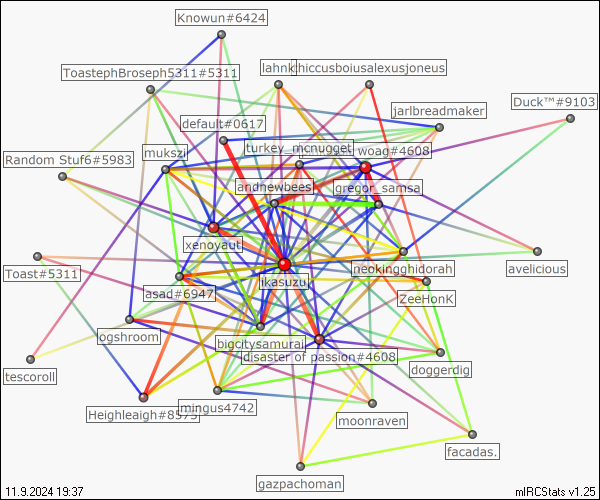 Knowun#6424
ToastephBroseph5311#5311
lahnk
hiccusboiusalexusjoneus
jarlbreadmaker
Duck™#9103
default#0617
turkey_mcnugget
woag#4608
Random Stuf6#5983
mukszi
andnewbees
gregor_samsa
xenoyaut
neokingghidorah
avelicious
Toast#5311
asad#6947
ikasuzu
ZeeHonK
ogshroom
bigcitysamurai
disaster of passion#4608
doggerdig
tescoroll
Heighleaigh#8575
mingus4742
moonraven
facadas.
gazpachoman
11.9.2024 19:37
mIRCStats v1.25